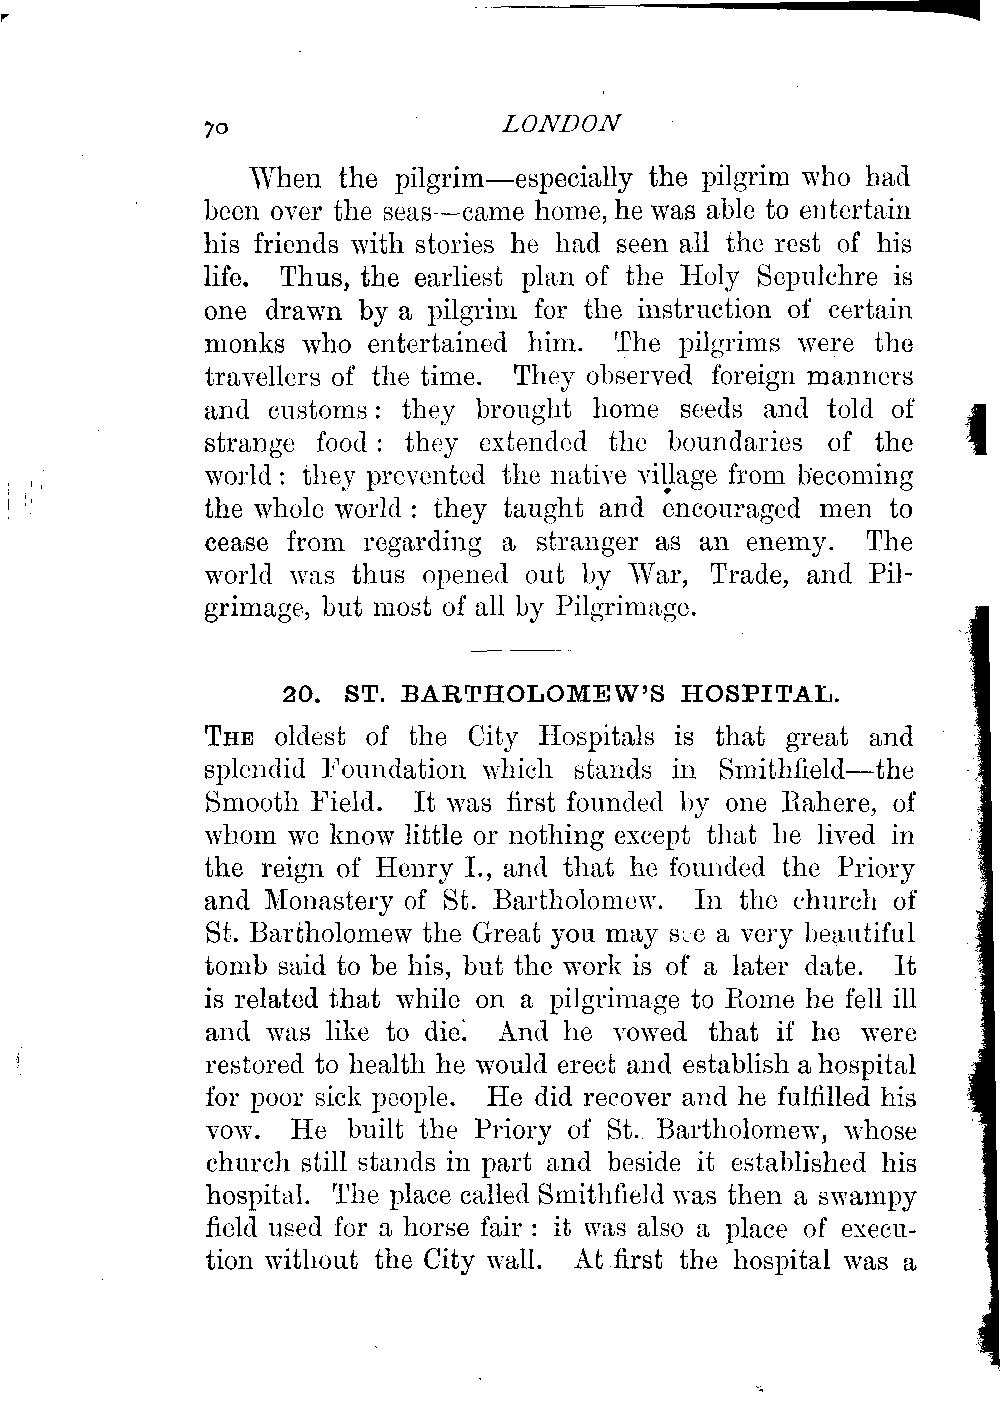 70 LONDON
When the pilgrim—especially the pilgrim who had
been over the seas—came home, he was able to entertain
his friends with stories he had seen all the rest of his
life. Thus, the earliest plan of the Holy Sepulchre is
one drawn by a pilgrim for the instruction of certain
monks who entertained him. The pilgrims were the
travellers of the time. They observed foreign manners
and customs: they brought home seeds and told of
strange food: they extended the boundaries of the
world: they prevented the native village from becoming
the whole world: they taught and encouraged men to
cease from regarding a stranger as an enemy. The
world was thus opened out by War, Trade, and Pil-
grimage, but most of all by Pilgrimage.
20. ST. BARTHOLOMEW'S HOSPITAL.
THE oldest of the City Hospitals is that great and
splendid Foundation which stands in Smithfield—the
Smooth Field. It was first founded by one Rahere, of
whom we know little or nothing except that he lived in
the reign of Henry I., and that he founded the Priory
and Monastery of St. Bartholomew. In the church of
St. Bartholomew the Great you may see a very beautiful
tomb said to be his, but the work is of a later date. It
is related that while on a pilgrimage to Rome he fell ill
and was like to die. And he vowed that if he were
restored to health he would erect and establish a hospital
for poor sick people. He did recover and he fulfilled his
vow. He built the Priory of St. Bartholomew, whose
church still stands in part and beside it established his
hospital. The place called Smithfield was then a swampy
field used for a horse fair: it was also a place of execu-
tion without the City wall. At first the hospital was a